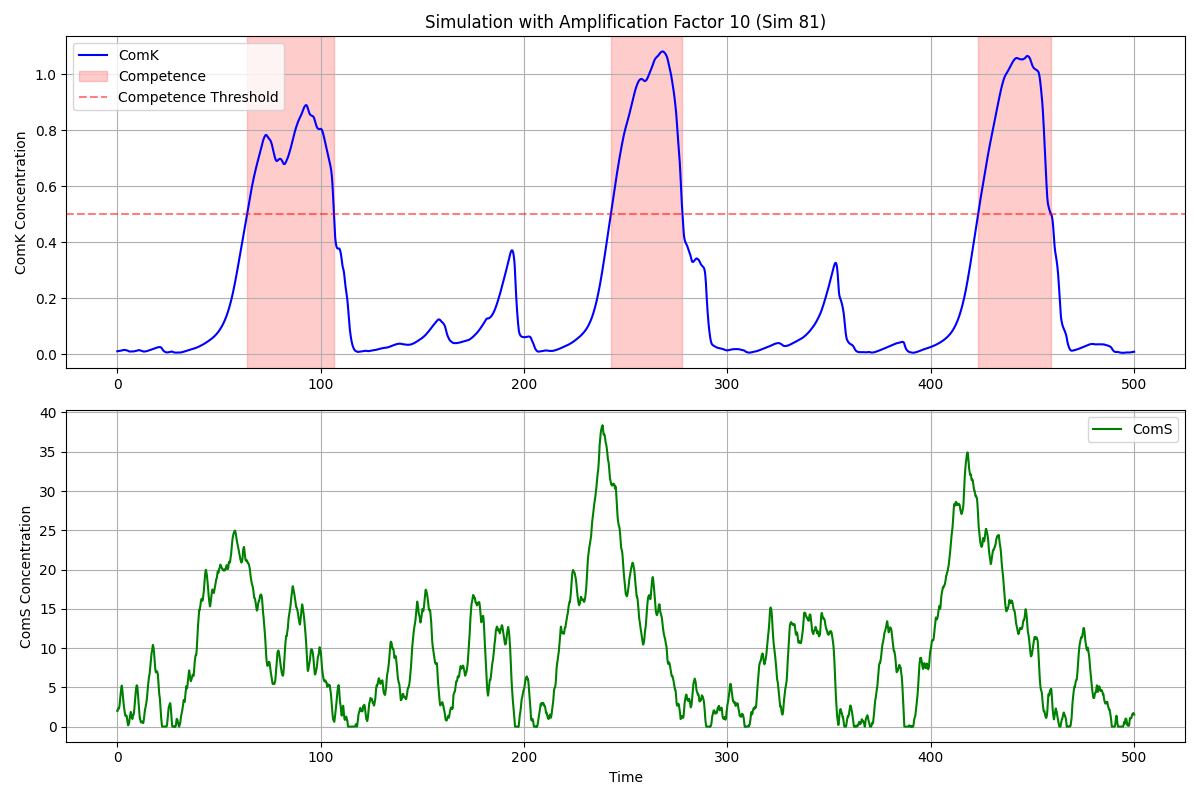 Simulation with Amplification Factor 10 (Sim 81)
ComK
Competence
Competence Threshold
ComK Concentration
1.0
0.8
0.6
0.4
0.2
0.0
0 100 200 300 400 500
ComS
ComS Concentration
40
35
30
25
20
15
10
5
0
0 100 200 300 400 500
Time